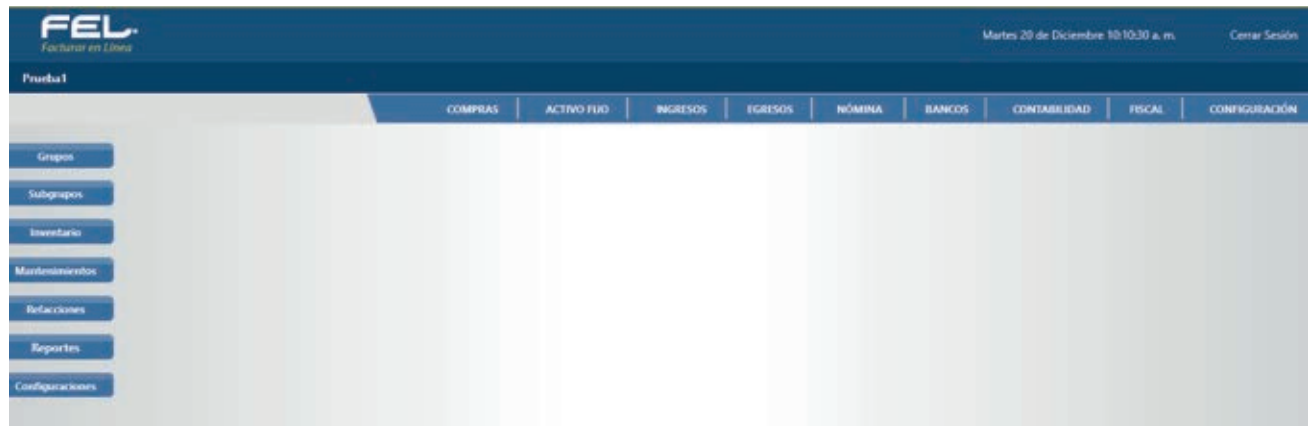 FEL
Facturar en Línea
Martes 20 de Diciembre 10:10:30 a. m.
Cerrar Sesión
Prueba1
COMPRAS
ACTIVO FIJO
INGRESOS
EGRESOS
NÓMINA
BANCOS
CONTABILIDAD
FISCAL
CONFIGURACIÓN
Grupos
Subgrupos
Inventario
Mantenimientos
Refacciones
Reportes
Configuraciones